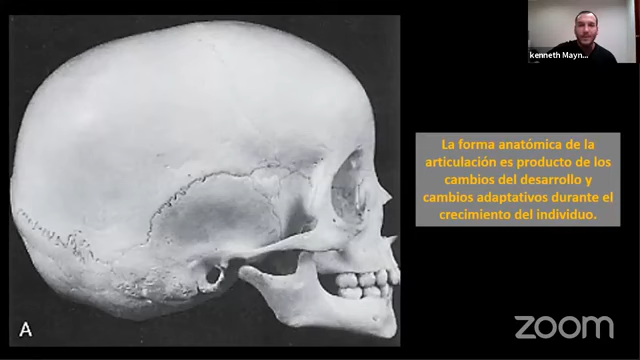 kenneth Mayn...
La forma anatómica de la
articulación es producto de los
cambios del desarrollo y
cambios adaptativos durante el
crecimiento del individuo.
A
zoom